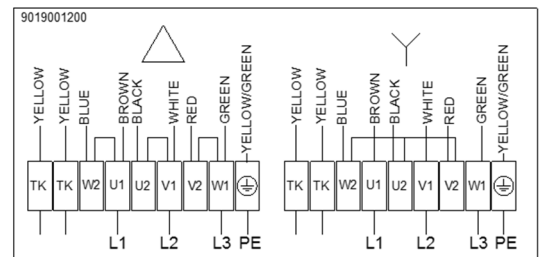 9019001200
YELLOW YELLOW BLUE BROWN BLACK WHITE RED GREEN YELLOW/GREEN
TK TK W2 U1 U2 V1 V2 W1
L1 L2 L3 PE
YELLOW YELLOW BLUE BROWN BLACK WHITE RED GREEN YELLOW/GREEN
TK TK W2 U1 U2 V1 V2 W1
L1 L2 L3 PE